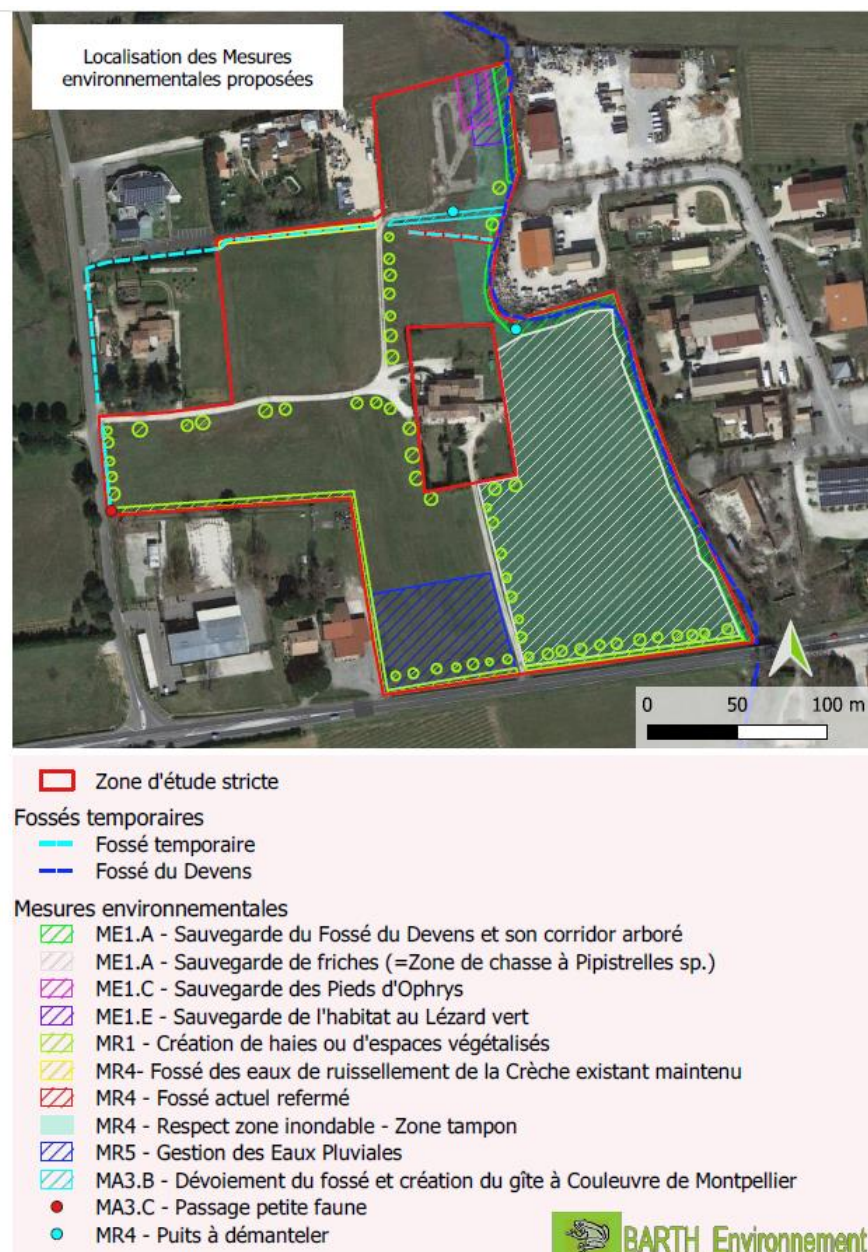 Localisation des Mesures
environnementales proposées
0 50 100 m
Zone d'étude stricte
Fossés temporaires
Fossé temporaire
Fossé du Devens
Mesures environnementales
ME1.A - Sauvegarde du Fossé du Devens et son corridor arboré
ME1.A - Sauvegarde de friches (=Zone de chasse à Pipistrelles sp.)
ME1.C - Sauvegarde des Pieds d'Ophrys
ME1.E - Sauvegarde de l'habitat au Lézard vert
MR1 - Création de haies ou d'espaces végétalisés
MR4- Fossé des eaux de ruissellement de la Crèche existant maintenu
MR4 - Fossé actuel refermé
MR4 - Respect zone inondable - Zone tampon
MR5 - Gestion des Eaux Pluviales
MA3.B - Dévoiement du fossé et création du gîte à Couleuvre de Montpellier
MA3.C - Passage petite faune
MR4 - Puits à démanteler
BARTH Environnement